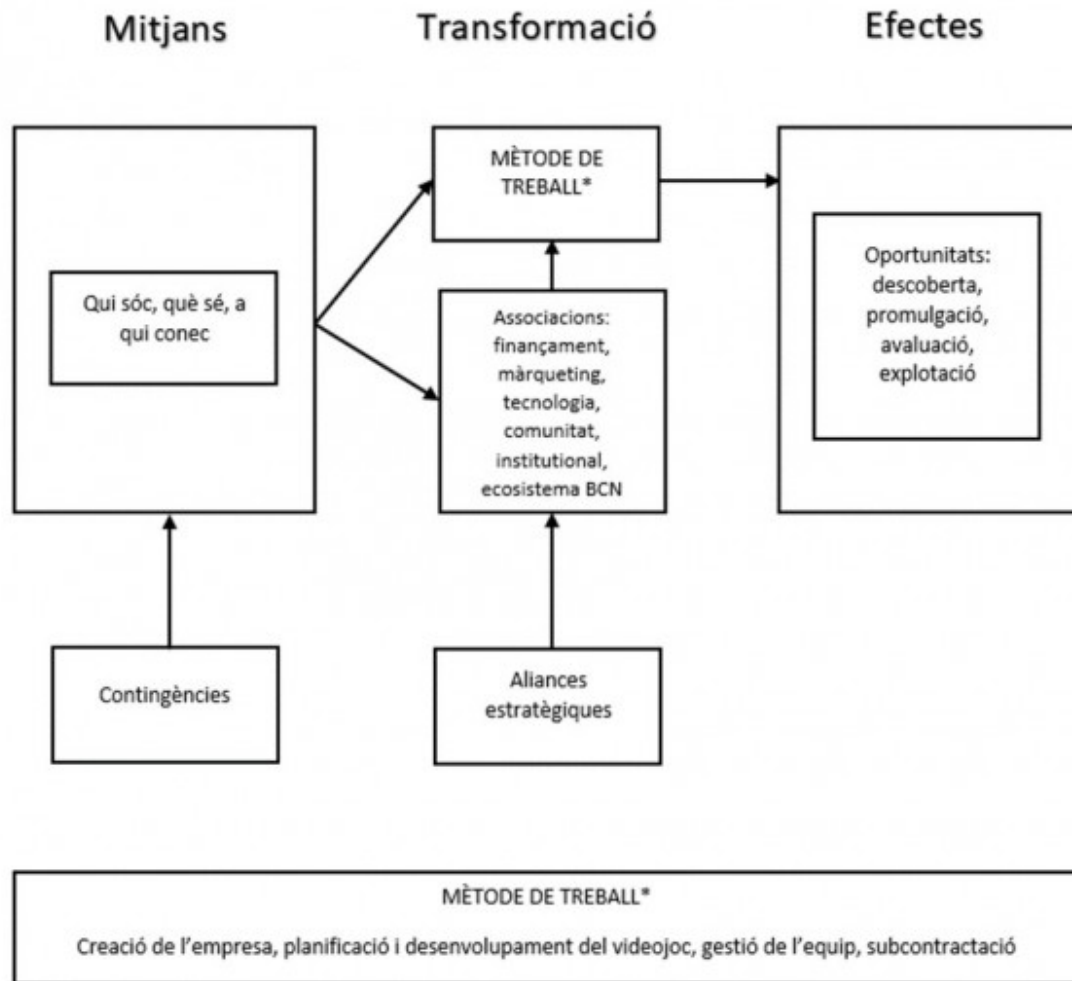 Mitjans
Transformació
Efectes
Qui sóc, què sé, a
qui conec
MÈTODE DE
TREBALL*
Associacions:
finançament,
màrqueting,
tecnologia,
comunitat,
institutional,
ecosistema BCN
Oportunitats:
descoberta,
promulgació,
avaluació,
explotació
Contingències
Aliances
estratègiques
MÈTODE DE TREBALL*
Creació de l'empresa, planificació i desenvolupament del videojoc, gestió de l'equip, subcontractació